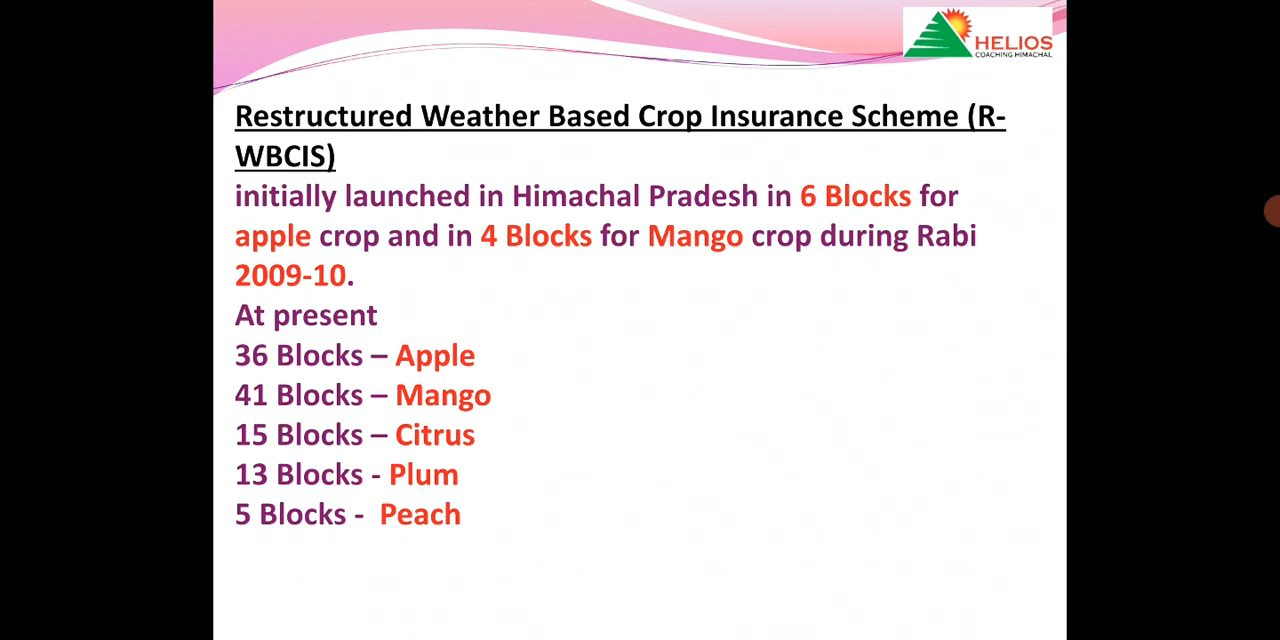 HELIOS
COACHING HIMACHAL
Restructured Weather Based Crop Insurance Scheme (R-
WBCIS)
initially launched in Himachal Pradesh in 6 Blocks for
apple crop and in 4 Blocks for Mango crop during Rabi
2009-10.
At present
36 Blocks – Apple
41 Blocks – Mango
15 Blocks – Citrus
13 Blocks - Plum
5 Blocks -  Peach